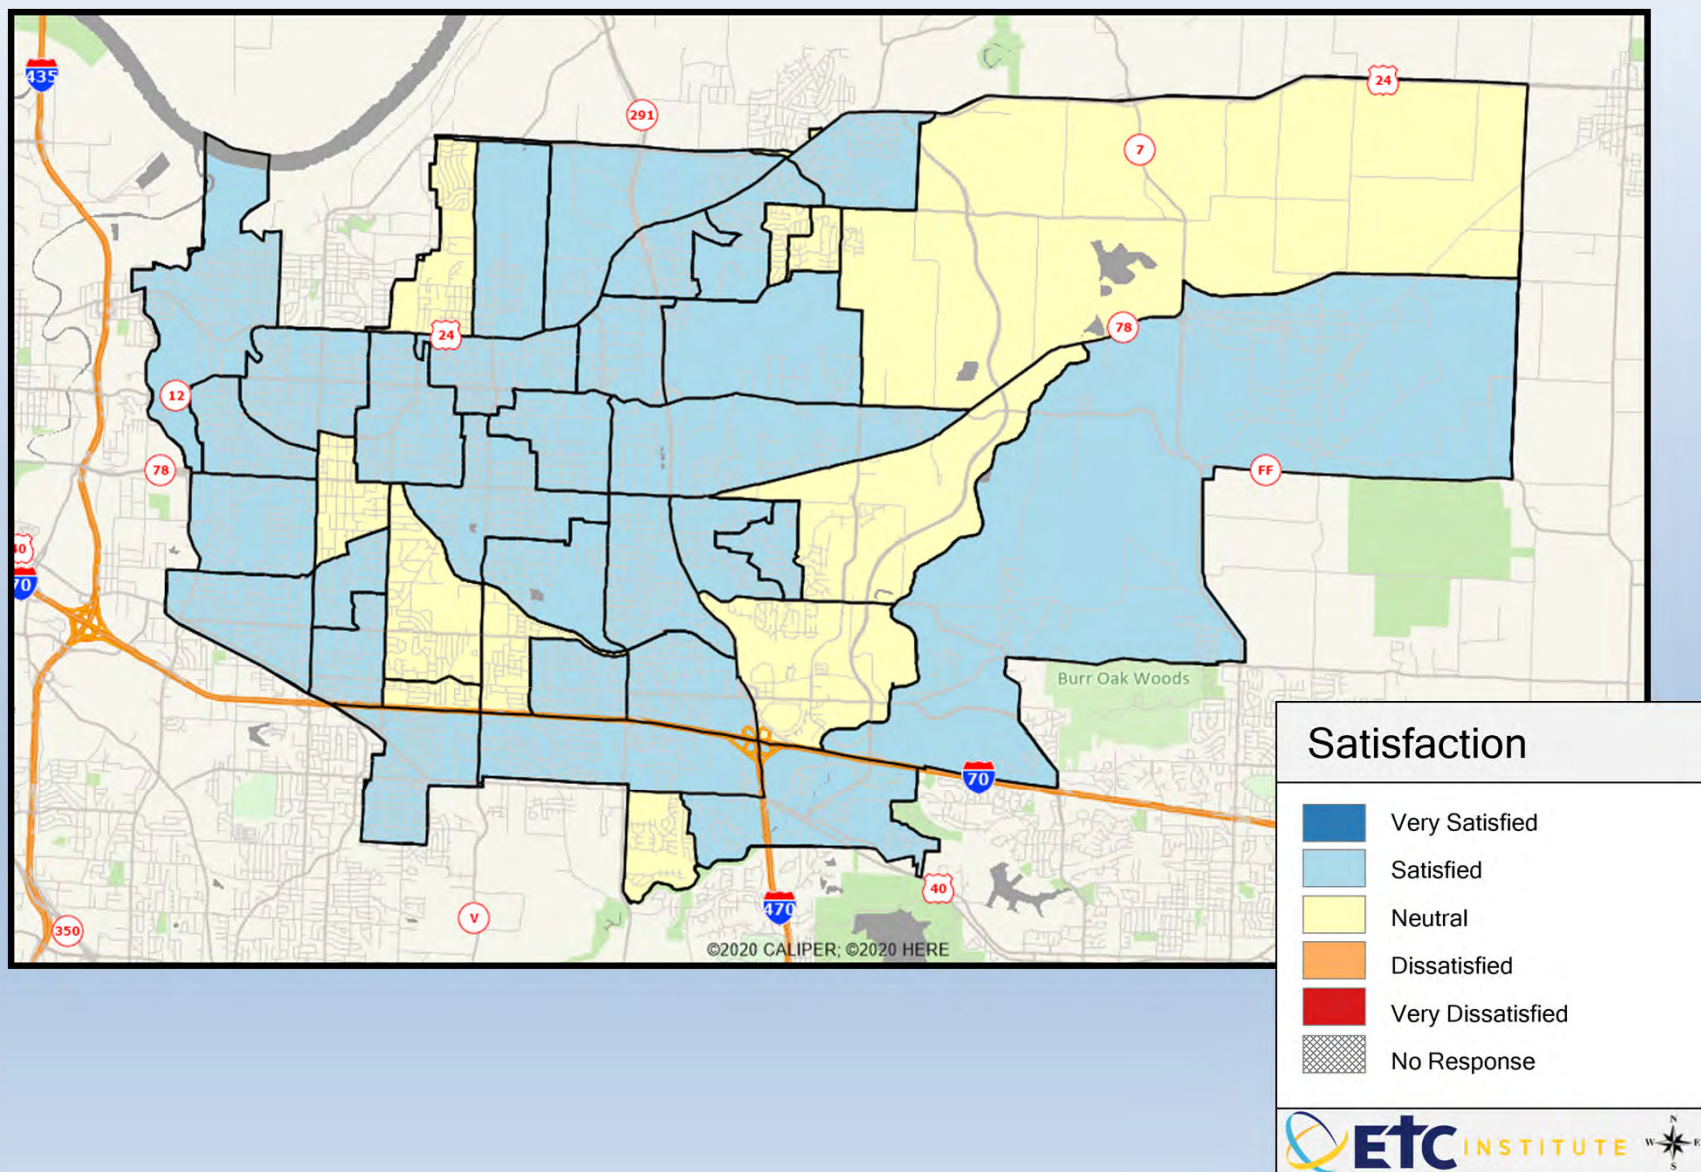 435
291
24
7
24
78
12
78
FF
40
70
Burr Oak Woods
Satisfaction
70
Very Satisfied
Satisfied
40
470
Neutral
V
350
©2020 CALIPER; ©2020 HERE
Dissatisfied
Very Dissatisfied
No Response
N
W E
S
ETC INSTITUTE